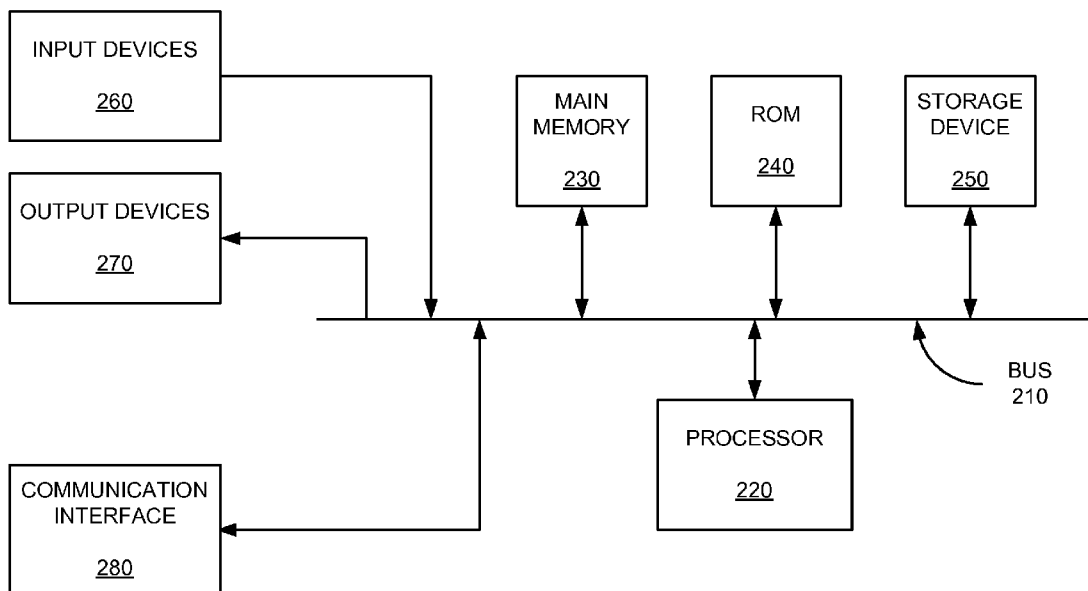 INPUT DEVICES
260
OUTPUT DEVICES
270
COMMUNICATION
INTERFACE
280
MAIN
MEMORY
230
ROM
240
STORAGE
DEVICE
250
PROCESSOR
220
BUS
210